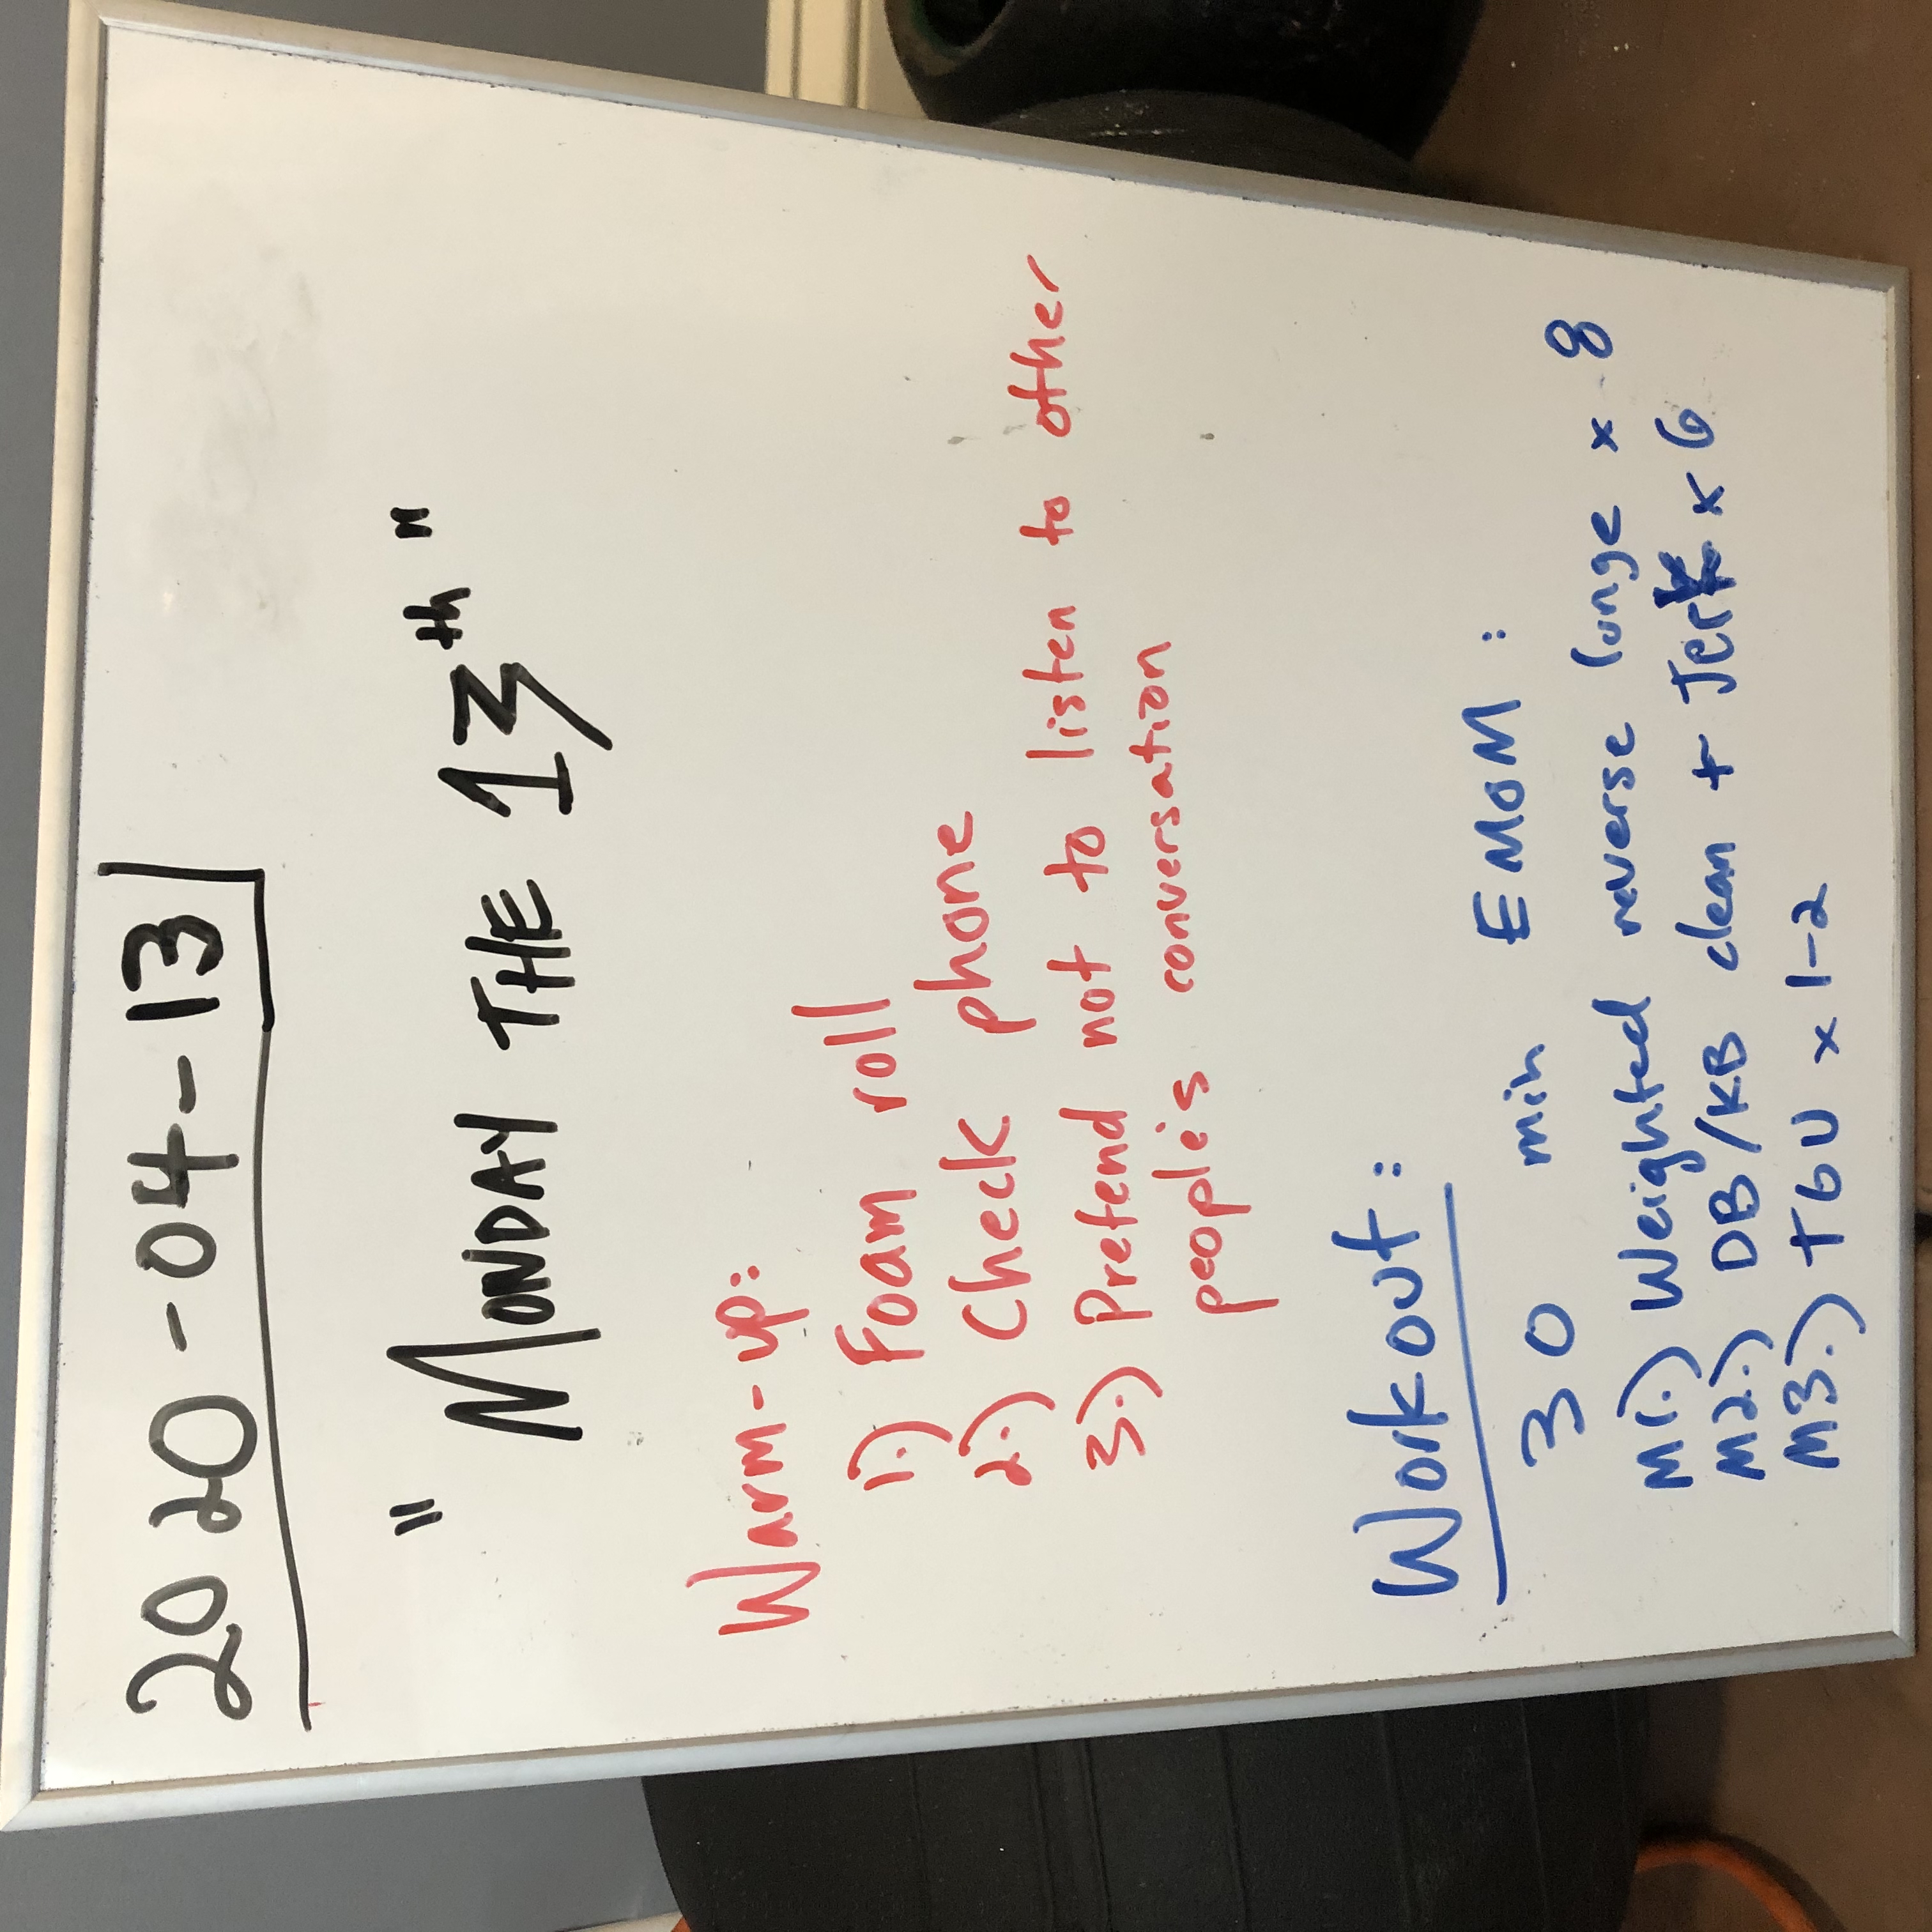 2020-04-13
"Monday the 13th"
Warm-up:
1.) Foam roll
2.) Check phone
3.) Pretend not to listen to other
people's conversation
Workout:
30 min EMOM:
M1.) Weighted reverse lunge x 8
M2.) DB/KB clean + Jerk x 6
M3.) TGU x 1-2